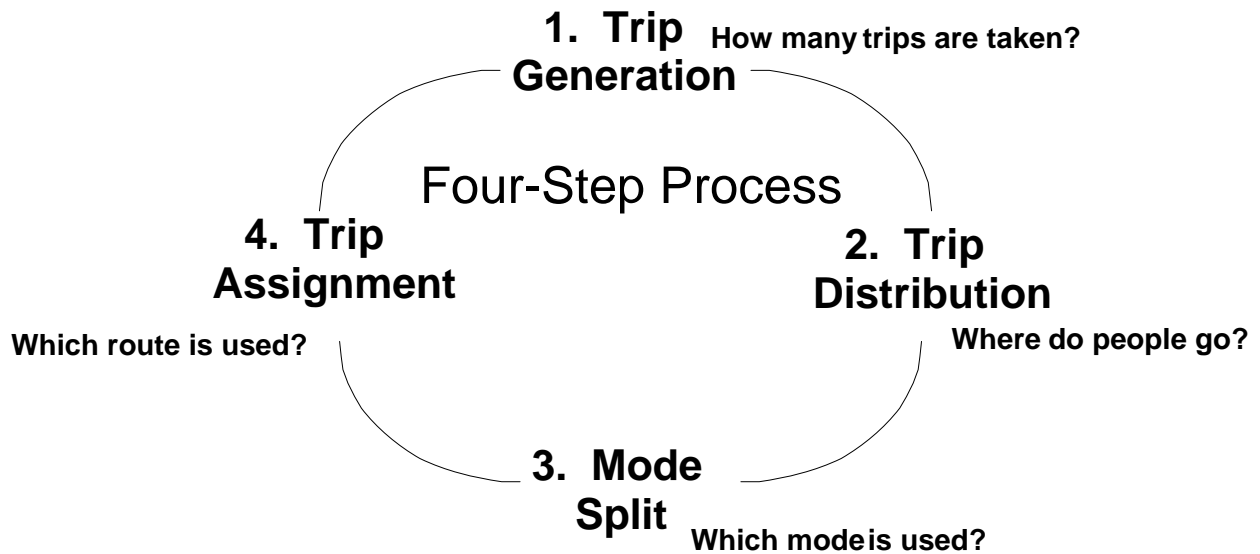 1. Trip
Generation
How many trips are taken?
Four-Step Process
4. Trip
Assignment
Which route is used?
2. Trip
Distribution
Where do people go?
3. Mode
Split
Which mode is used?